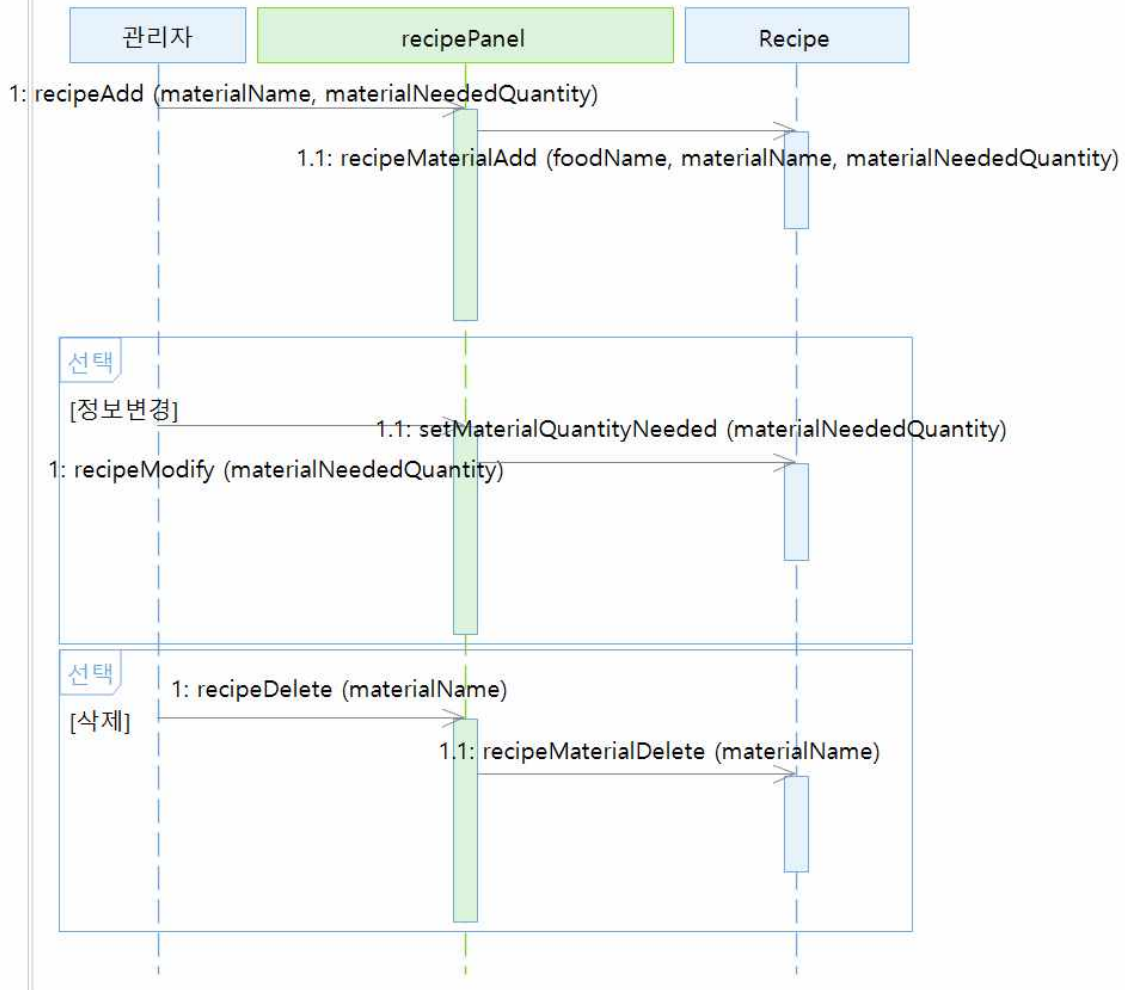 관리자
recipePanel
Recipe
1: recipeAdd (materialName, materialNeededQuantity)
1.1: recipeMaterialAdd (foodName, materialName, materialNeededQuantity)
선택
[정보변경]
1.1: setMaterialQuantityNeeded (materialNeededQuantity)
1: recipeModify (materialNeededQuantity)
선택
1: recipeDelete (materialName)
[삭제]
1.1: recipeMaterialDelete (materialName)